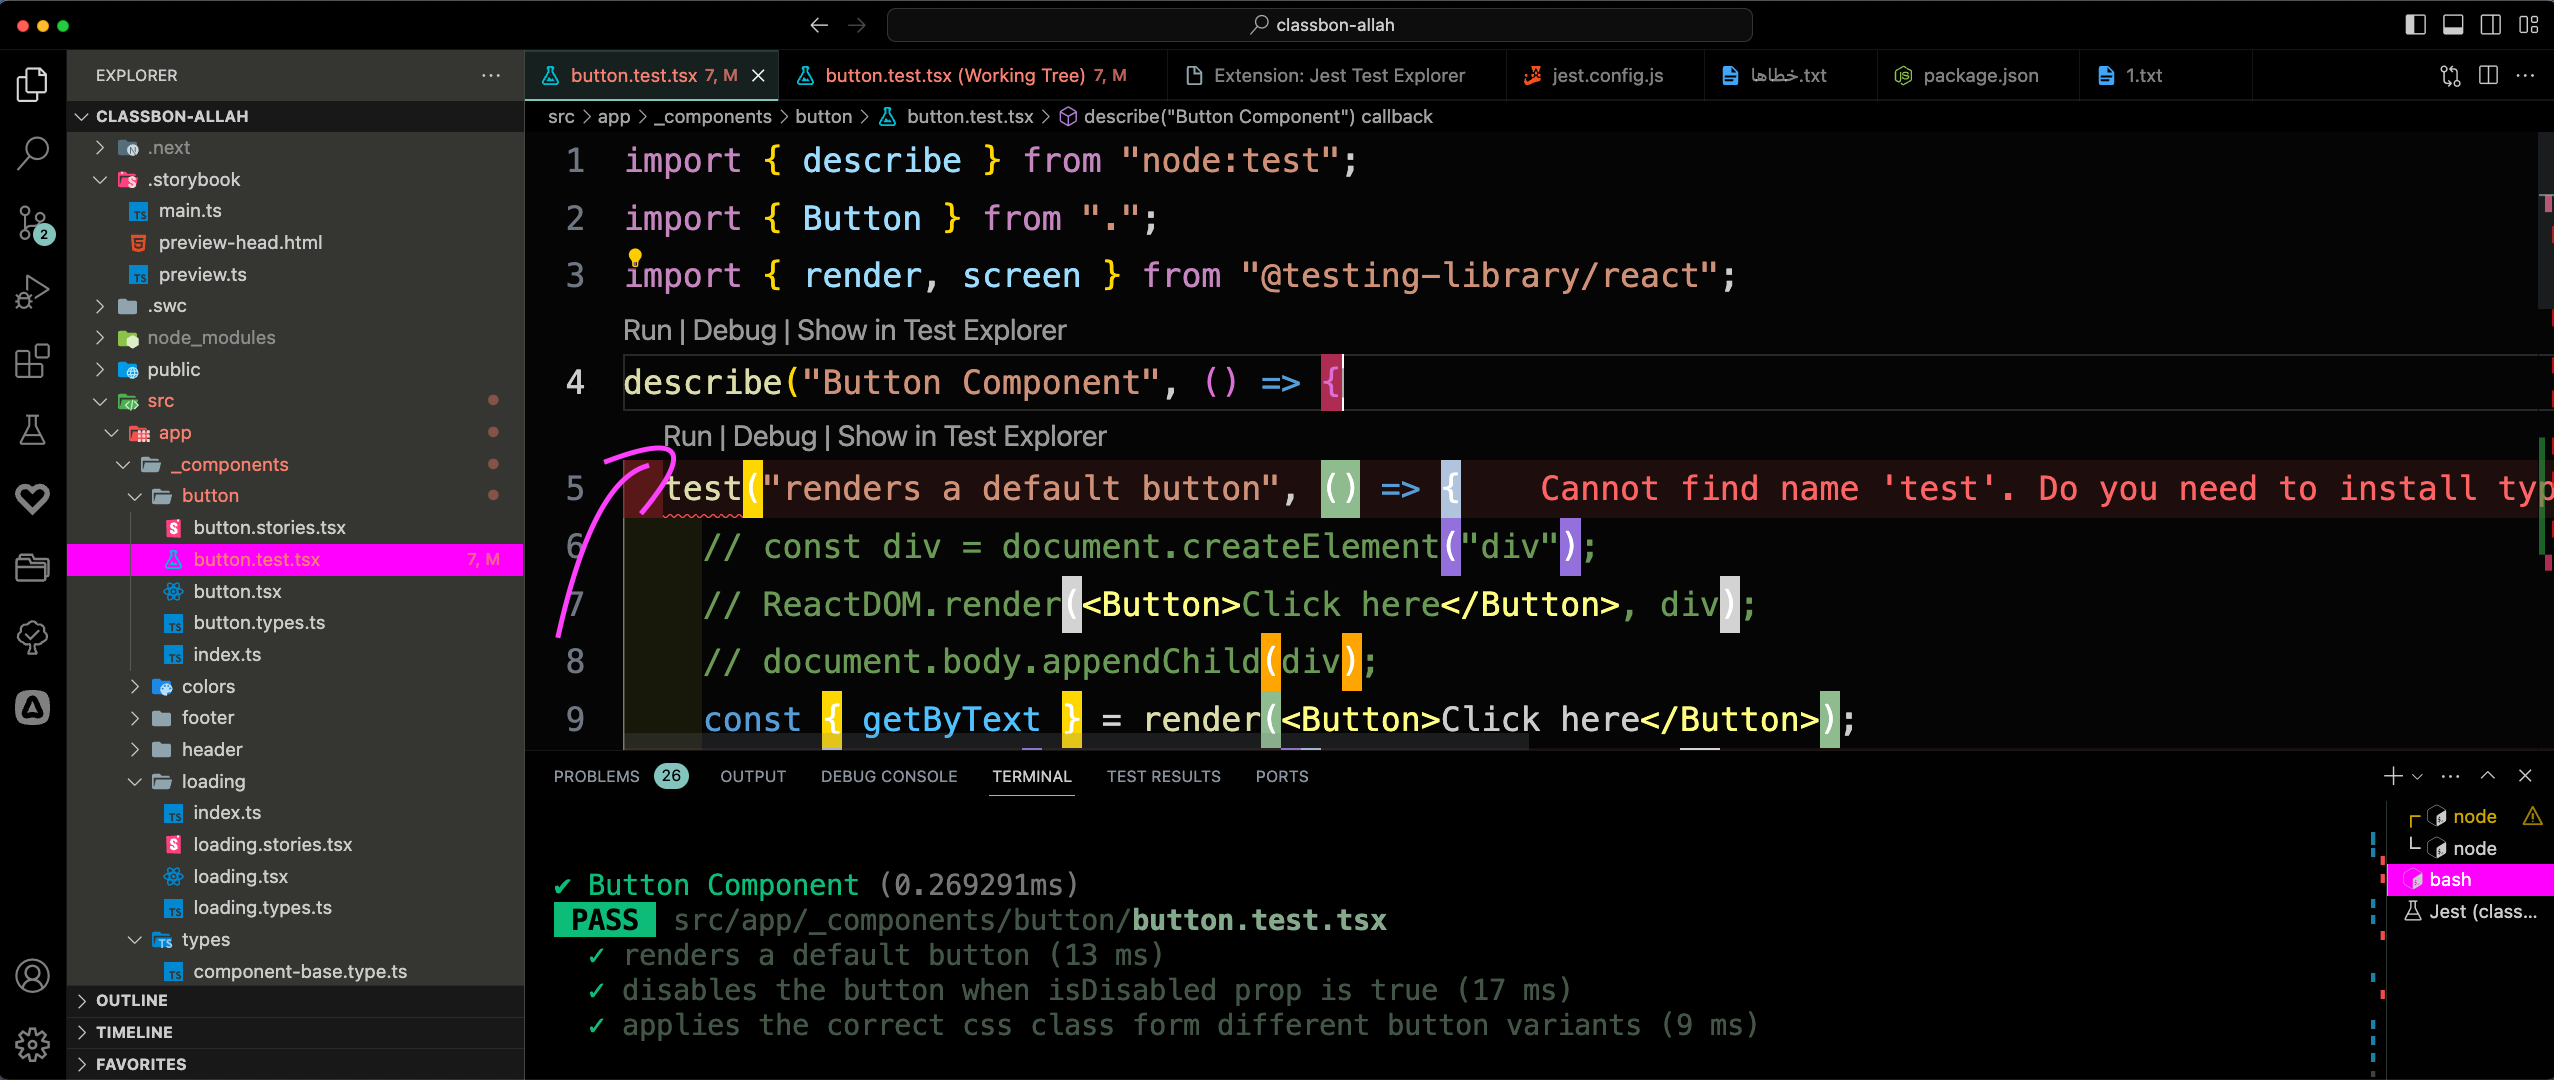 classbon-allah
EXPLORER
CLASSBON-ALLAH
.next
.storybook
main.ts
preview-head.html
preview.ts
.swc
node_modules
public
src
app
_components
button
button.stories.tsx
button.test.tsx 7, M
button.tsx
button.types.ts
index.ts
colors
footer
header
loading
index.ts
loading.stories.tsx
loading.tsx
loading.types.ts
types
component-base.type.ts
OUTLINE
TIMELINE
FAVORITES
2
button.test.tsx 7, M
button.test.tsx (Working Tree) 7, M
Extension: Jest Test Explorer
jest.config.js
خطاها.txt
package.json
1.txt
src > app > _components > button > button.test.tsx > describe("Button Component") callback
1 import { describe } from "node:test";
2 import { Button } from ".";
3 import { render, screen } from "@testing-library/react";
Run | Debug | Show in Test Explorer
4 describe("Button Component", () => {
Run | Debug | Show in Test Explorer
5 test("renders a default button", () => { Cannot find name 'test'. Do you need to install typ
6 // const div = document.createElement("div");
7 // ReactDOM.render(<Button>Click here</Button>, div);
8 // document.body.appendChild(div);
9 const { getByText } = render(<Button>Click here</Button>);
PROBLEMS 26 OUTPUT DEBUG CONSOLE TERMINAL TEST RESULTS PORTS
✔ Button Component (0.269291ms)
PASS src/app/_components/button/button.test.tsx
✓ renders a default button (13 ms)
✓ disables the button when isDisabled prop is true (17 ms)
✓ applies the correct css class form different button variants (9 ms)
node
node
bash
Jest (class...